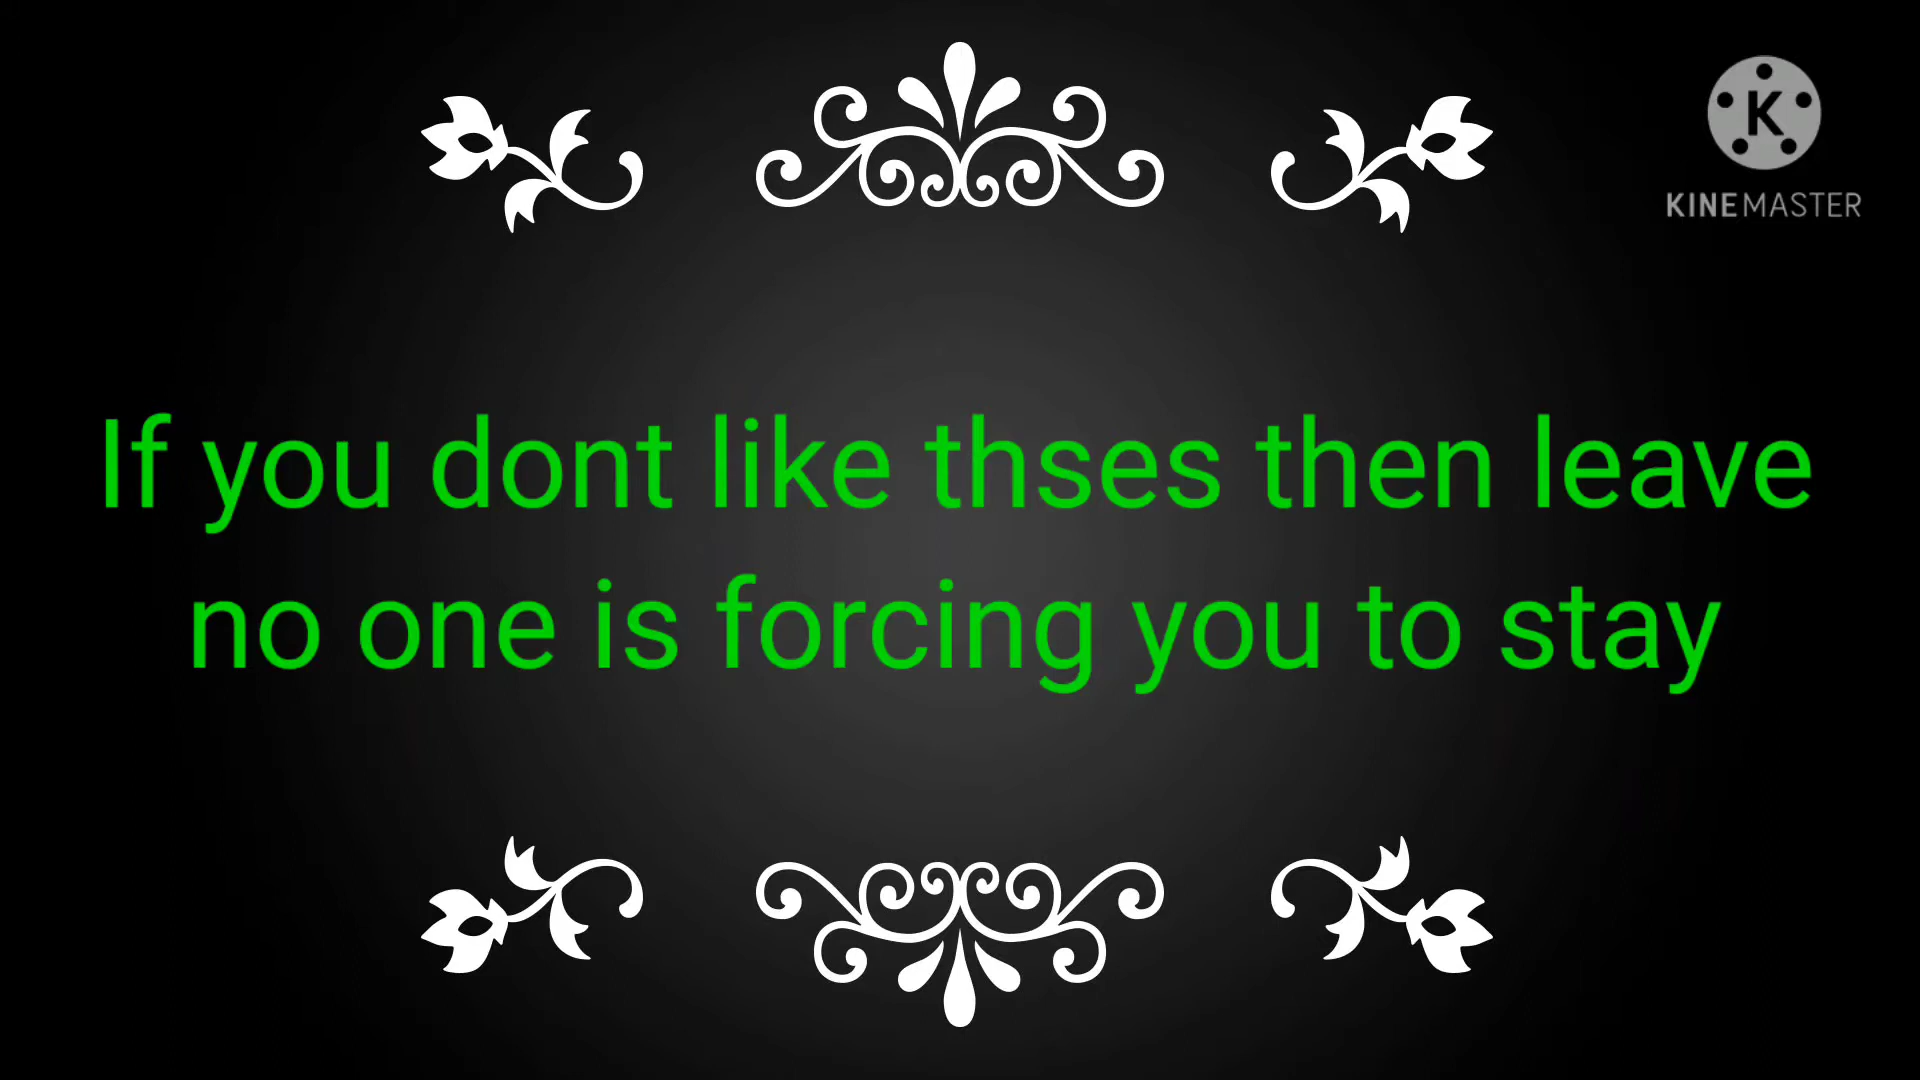 K
KINEMASTER
If you dont like thses then leave
no one is forcing you to stay